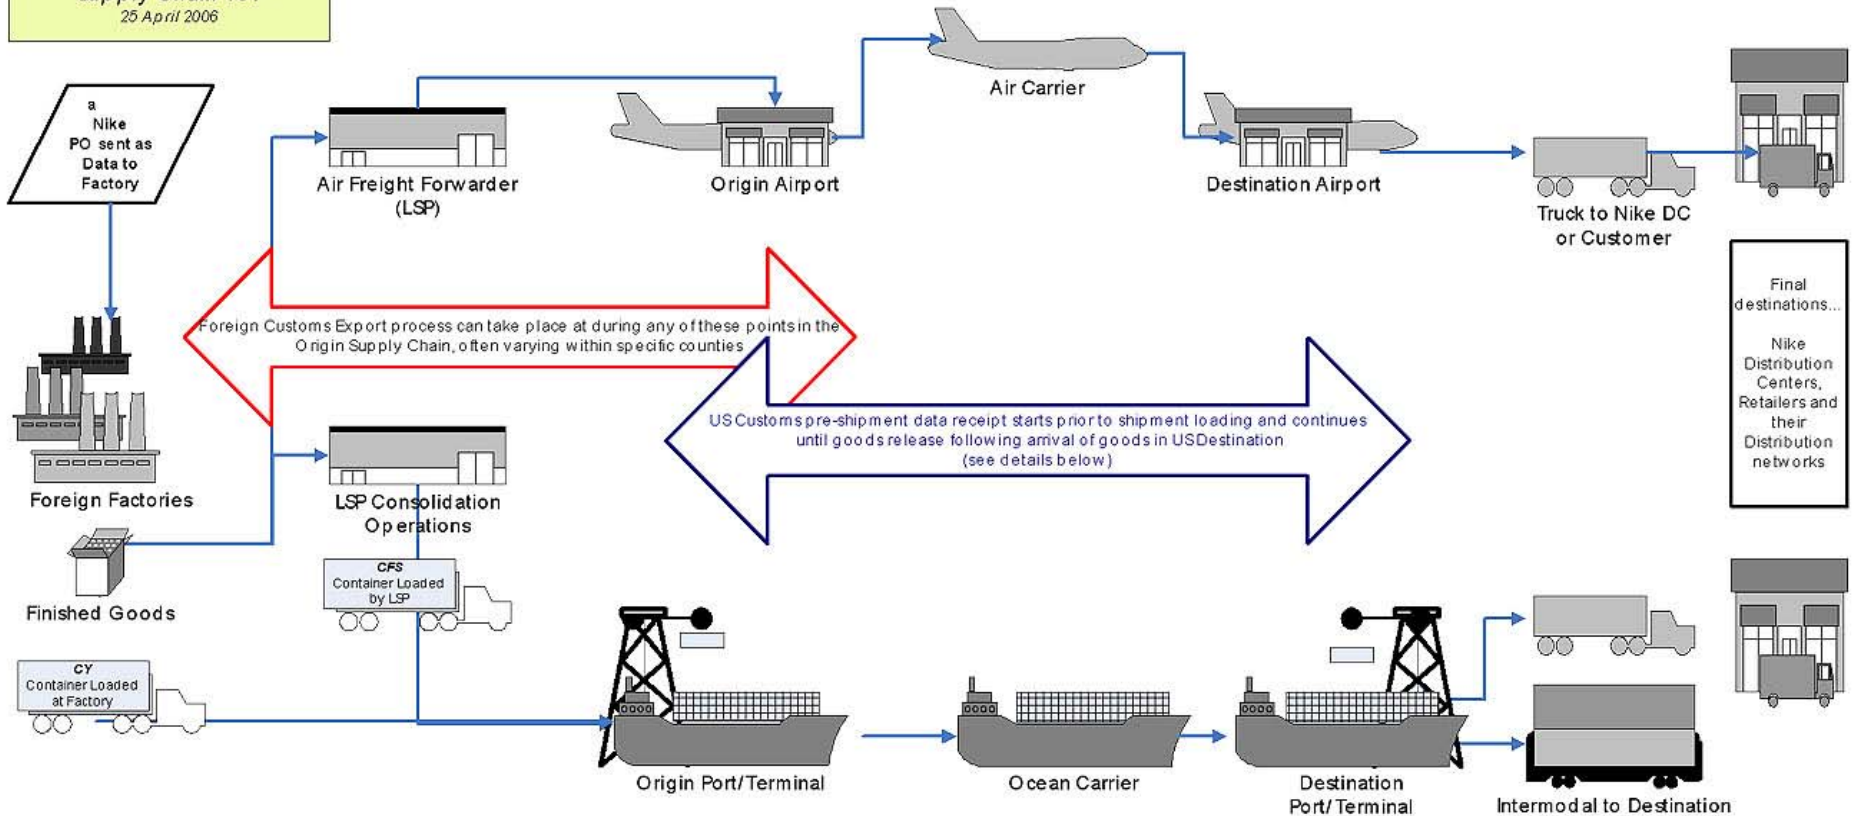 25 April 2006
a
Nike
PO sent as
Data to
Factory
Air Freight Forwarder
(LSP)
Origin Airport
Air Carrier
Destination Airport
Truck to Nike DC
or Customer
Foreign Customs Export process can take place at during any of these points in the
Origin Supply Chain, often varying within specific counties
US Customs pre-shipment data receipt starts prior to shipment loading and continues
until goods release following arrival of goods in US Destination
(see details below)
Final
destinations...
Nike
Distribution
Centers,
Retailers and
their
Distribution
networks
Foreign Factories
LSP Consolidation
Operations
Finished Goods
CFS
Container Loaded
by LSP
CY
Container Loaded
at Factory
Origin Port/Terminal
Ocean Carrier
Destination
Port/Terminal
Intermodal to Destination